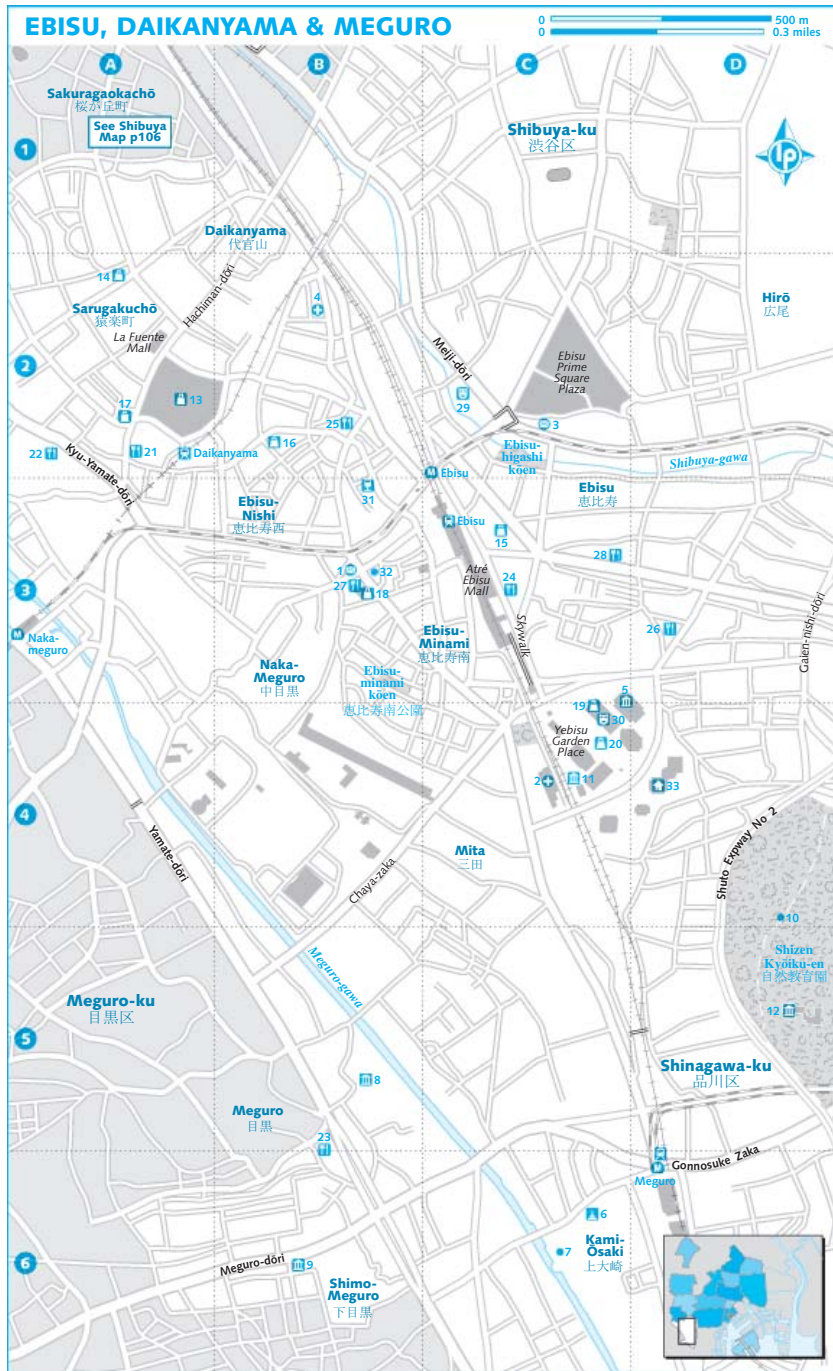 EBISU, DAIKANYAMA & MEGURO
0
500 m
0
0.3 miles
A
B
C
D
Sakuragaokachō
桜が丘町
See Shibuya
Map p106
1
Shibuya-ku
渋谷区
lp
Daikanyama
代官山
14
Hachiman-dōri
4
Sarugakuchō
猿楽町
La Fuente
Mall
Hirō
広尾
2
Meiji-dōri
Ebisu
Prime
Square
Plaza
13
29
17
25
3
22
21
Daikanyama
16
Ebisu-
higashi
kōen
Shibuya-gawa
Kyu-Yamate-dōri
Ebisu
31
Ebisu
恵比寿
Ebisu-
Nishi
恵比寿西
Ebisu
15
28
3
1
32
Atré
Ebisu
Mall
24
27
18
Skywalk
26
Gaien-nishi-dōri
Naka-
meguro
Ebisu-
Minami
恵比寿南
Naka-
Meguro
中目黒
Ebisu-
minami
kōen
恵比寿南公園
5
19
30
Yebisu
Garden
Place
20
2
11
33
4
Yamate-dōri
Mita
三田
Shuto Expway No 2
Chaya-zaka
10
Shizen
Kyōiku-en
自然教育園
Meguro-gawa
Meguro-ku
目黒区
12
5
Shinagawa-ku
品川区
8
Meguro
目黒
23
Gonnosuke Zaka
Meguro
6
Kami-
Ōsaki
上大崎
7
6
Meguro-dōri
9
Shimo-
Meguro
下目黒